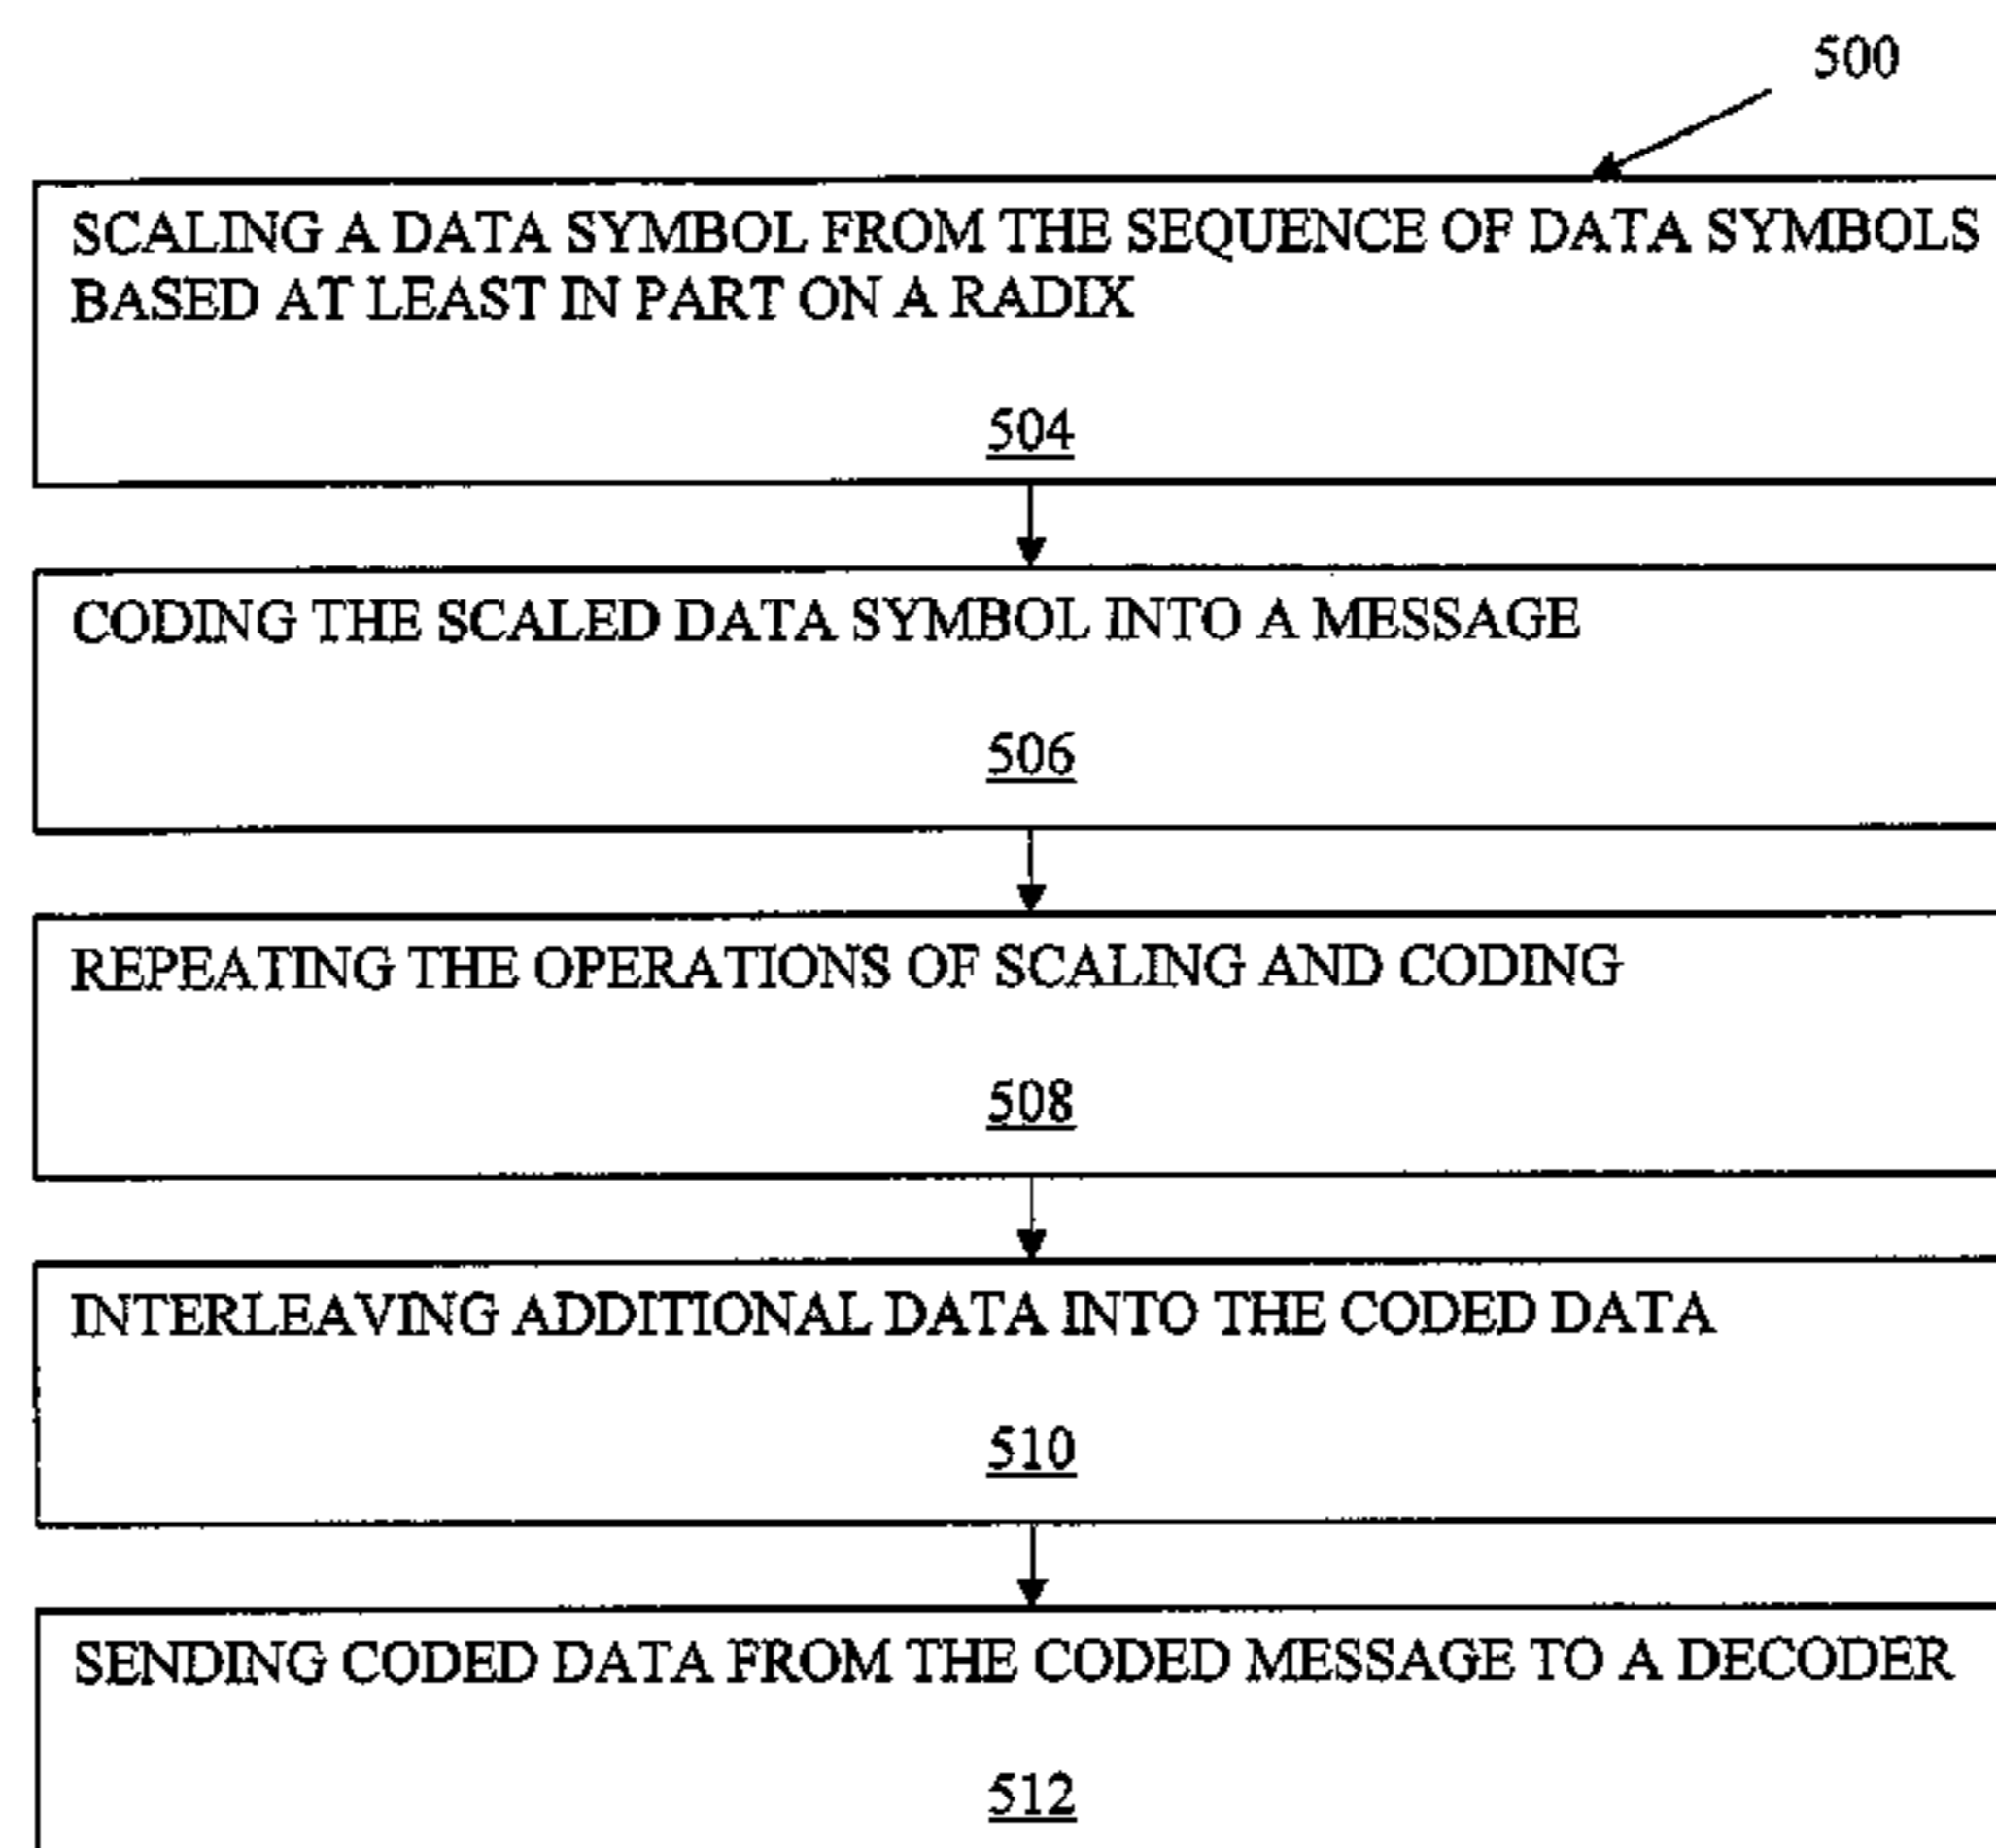 500
SCALING A DATA SYMBOL FROM THE SEQUENCE OF DATA SYMBOLS
BASED AT LEAST IN PART ON A RADIX
504
CODING THE SCALED DATA SYMBOL INTO A MESSAGE
506
REPEATING THE OPERATIONS OF SCALING AND CODING
508
INTERLEAVING ADDITIONAL DATA INTO THE CODED DATA
510
SENDING CODED DATA FROM THE CODED MESSAGE TO A DECODER
512